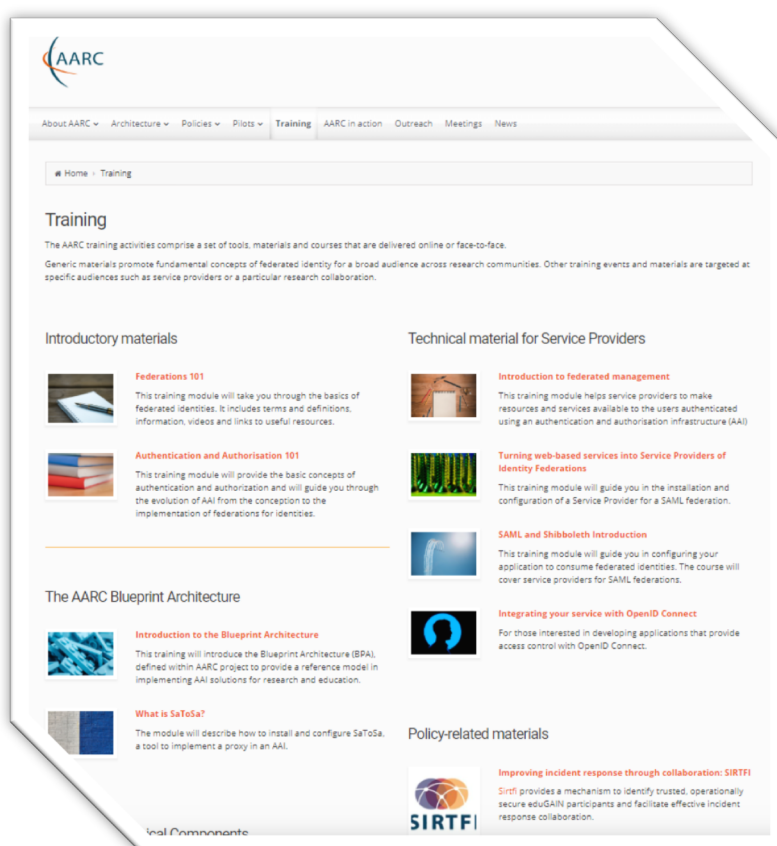 AARC
About AARC Architecture Policies Pilots Training AARC in action Outreach Meetings News
Home › Training
Training
The AARC training activities comprise a set of tools, materials and courses that are delivered online or face-to-face.
Generic materials promote fundamental concepts of federated identity for a broad audience across research communities. Other training events and materials are targeted at
specific audiences such as service providers or a particular research collaboration.
Introductory materials
Federations 101
This training module will take you through the basics of
federated identities. It includes terms and definitions,
information, videos and links to useful resources.
Authentication and Authorisation 101
This training module will provide the basic concepts of
authentication and authorization and will guide you through
the evolution of AAI from the conception to the
implementation of federations for identities.
The AARC Blueprint Architecture
Introduction to the Blueprint Architecture
This training will introduce the Blueprint Architecture (BPA),
defined within AARC project to provide a reference model in
implementing AAI solutions for research and education.
What is SaToSa?
The module will describe how to install and configure SaToSa,
a tool to implement a proxy in an AAI.
Components
Technical material for Service Providers
Introduction to federated management
This training module helps service providers to make
resources and services available to the users authenticated
using an authentication and authorisation infrastructure (AAI)
Turning web-based services into Service Providers of
Identity Federations
This training module will guide you in the installation and
configuration of a Service Provider for a SAML federation.
SAML and Shibboleth Introduction
This training module will guide you in configuring your
application to consume federated identities. The course will
cover service providers for SAML federations.
Integrating your service with OpenID Connect
For those interested in developing applications that provide
access control with OpenID Connect.
Policy-related materials
SIRTFI
Improving incident response through collaboration: SIRTFI
Sirtfi provides a mechanism to identify trusted, operationally
secure eduGAIN participants and facilitate effective incident
response collaboration.